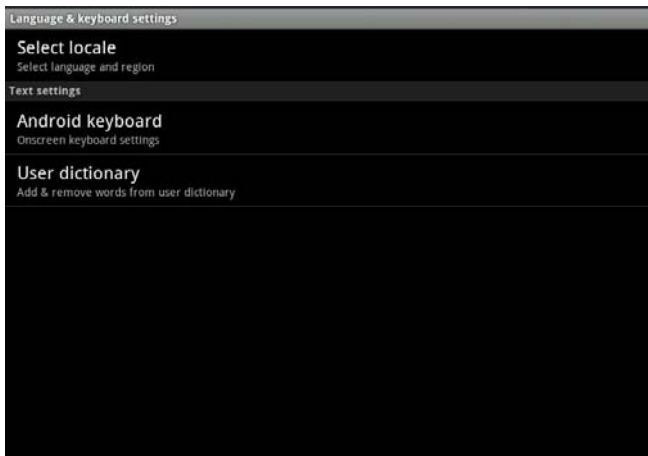 Language & keyboard settings
Select locale
Select language and region
Text settings
Android keyboard
Onscreen keyboard settings
User dictionary
Add & remove words from user dictionary